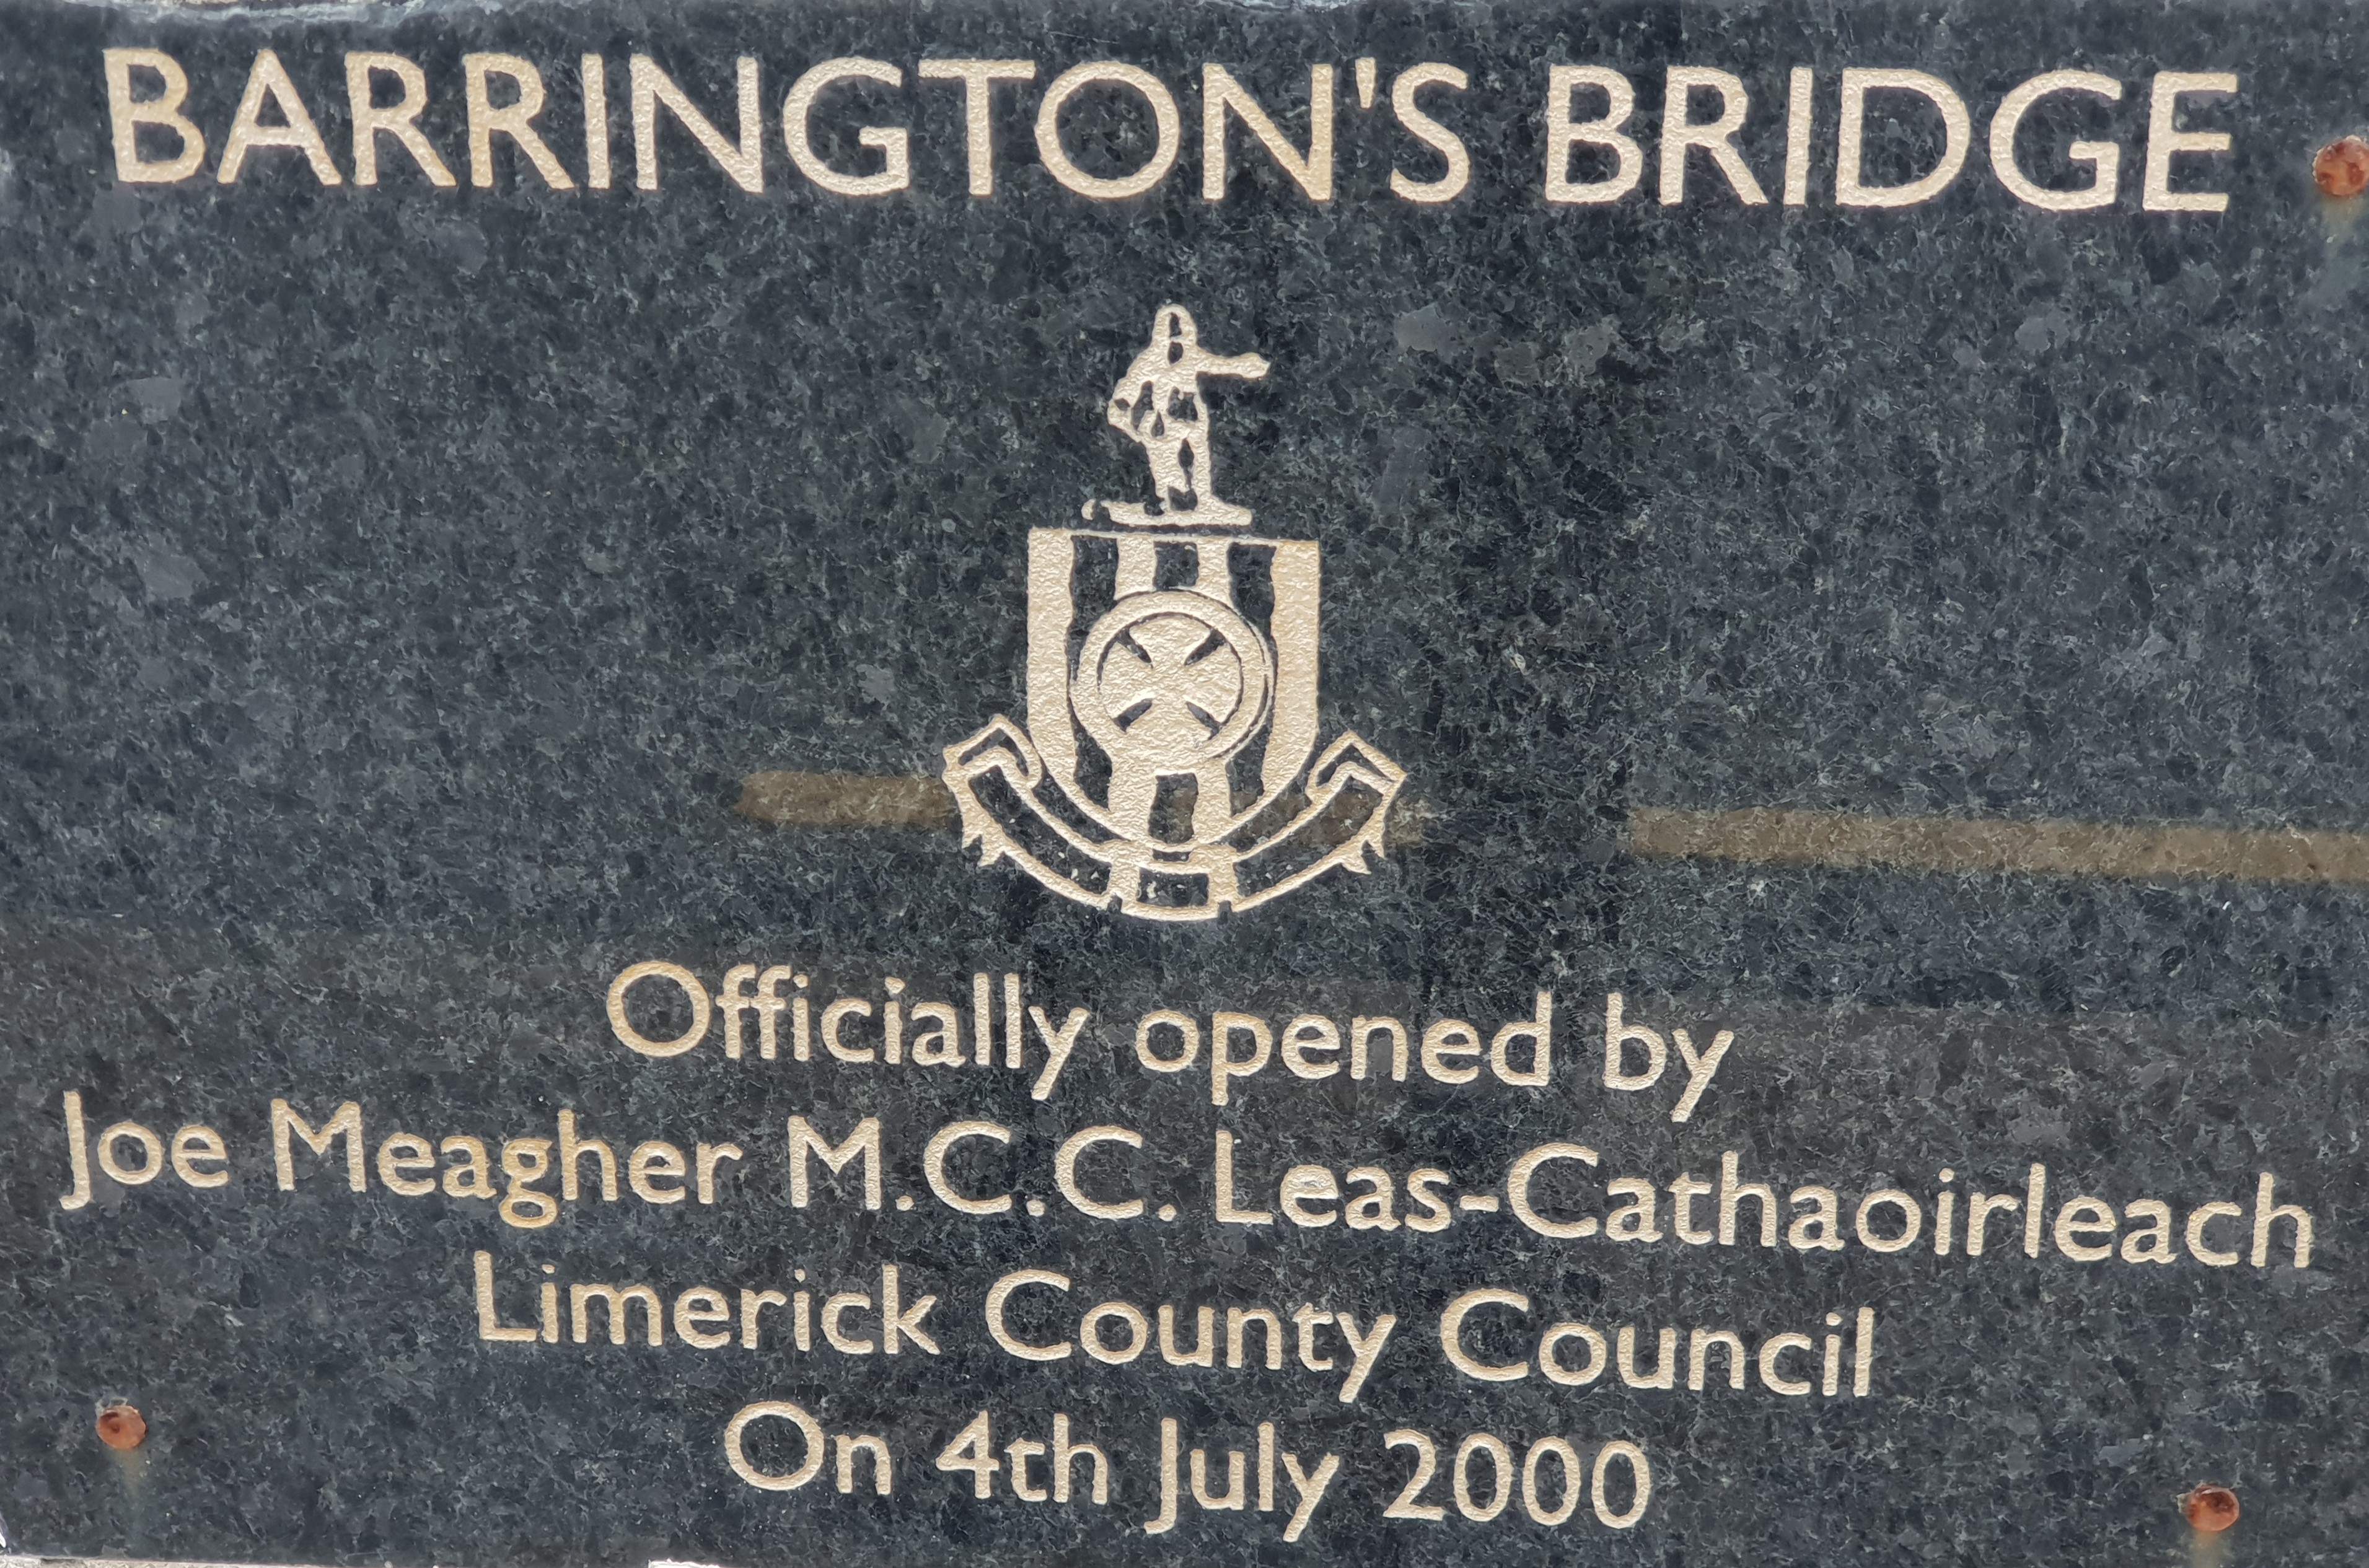 BARRINGTON'S BRIDGE
Officially opened by
Joe Meagher M.C.C. Leas-Cathaoirleach
Limerick County Council
On 4th July 2000